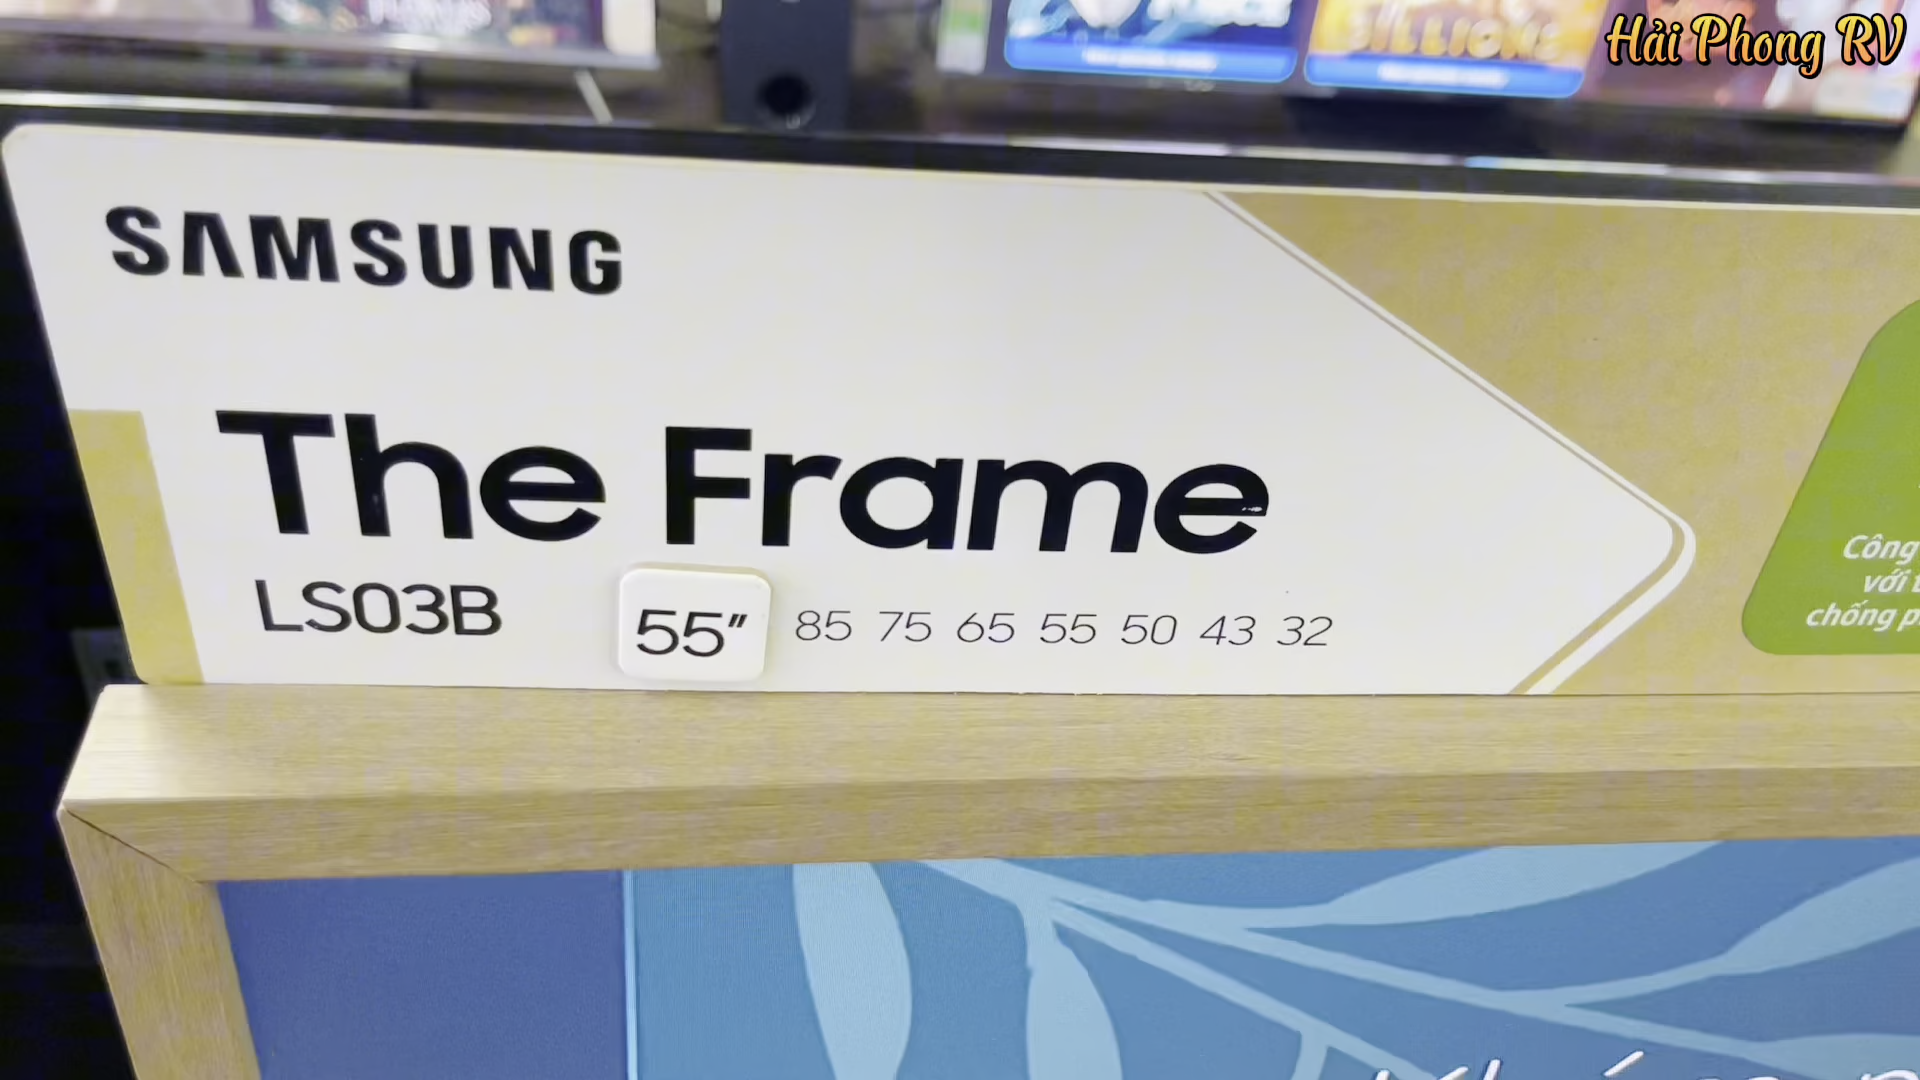 Hải Phong RV
SAMSUNG
The Frame
LS03B 55" 85 75 65 55 50 43 32
Công
với
chống